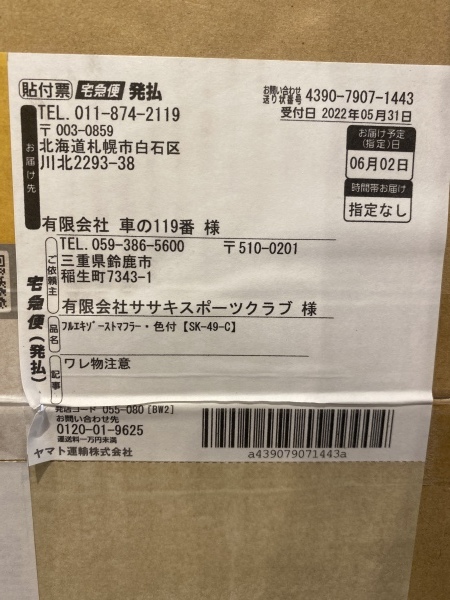 貼付票 宅急便 発払
お問い合わせ
送り状番号 4390-7907-1443
受付日 2022年05月31日
お届け先
TEL. 011-874-2119
〒003-0859
北海道札幌市白石区
川北2293-38
有限会社 車の119番 様
お届け予定
(指定)日
06月02日
時間帯お届け
指定なし
ご依頼主
TEL. 059-386-5600 〒510-0201
三重県鈴鹿市
稲生町7343-1
有限会社ササキスポーツクラブ 様
品名
フルエキゾーストマフラー・色付【SK-49-C】
記事
ワレ物注意
宅急便(発払)
発店コード 055-080 [BW2]
お問い合わせ先
0120-01-9625
運送料一万円未満
ヤマト運輸株式会社
a439079071443a